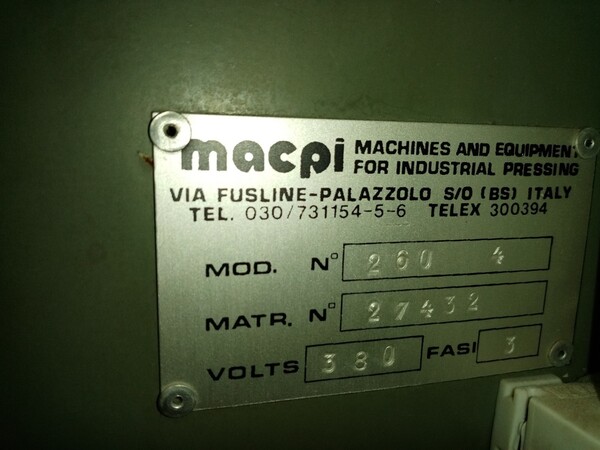 macpi MACHINES AND EQUIPMENT
FOR INDUSTRIAL PRESSING
VIA FUSLINE-PALAZZOLO S/O (BS) ITALY
TEL. 030/731154-5-6 TELEX 300394
MOD. N° 260 4
MATR. N° 27432
VOLTS 380 FASI 3